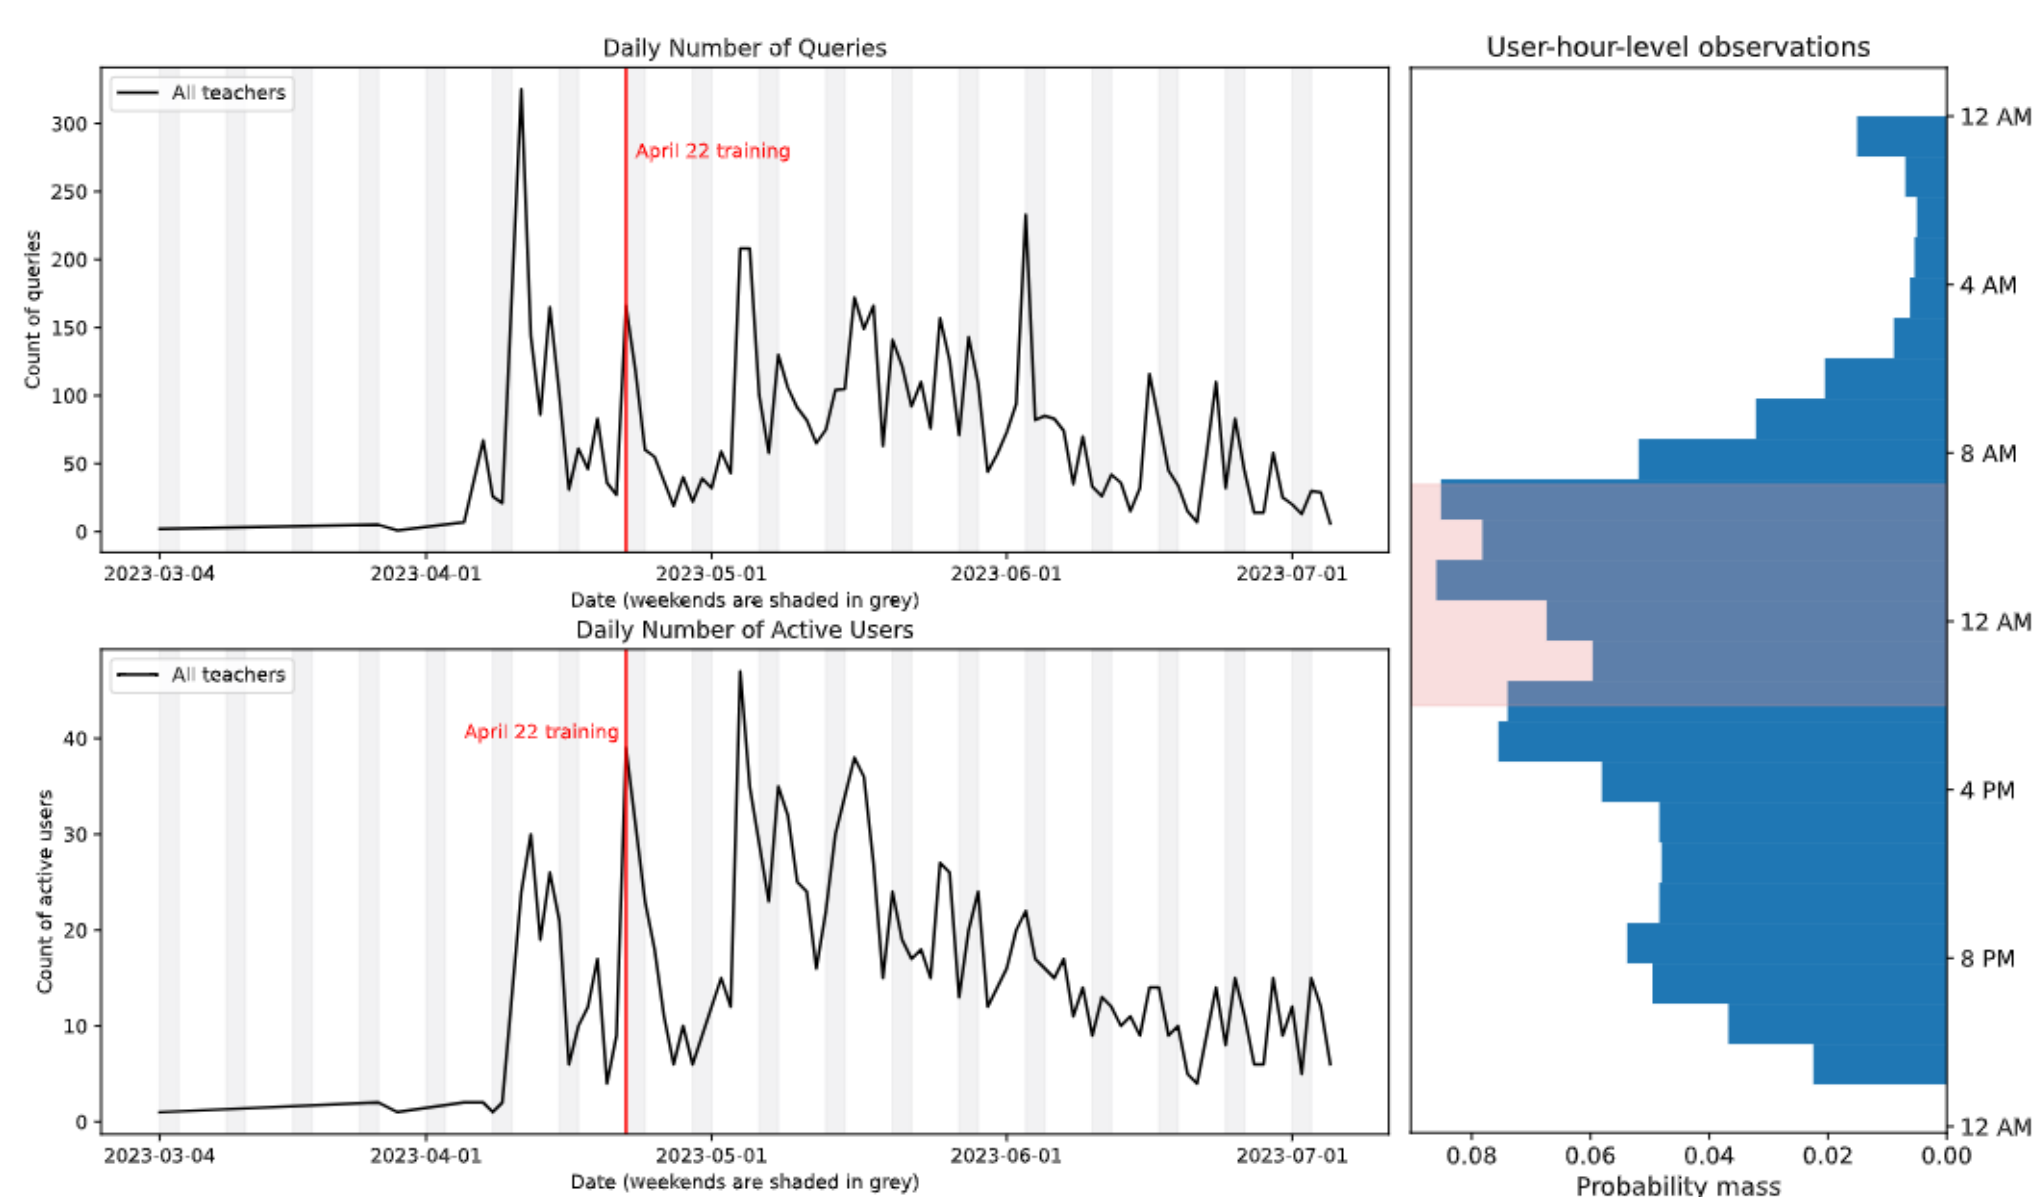 Daily Number of Queries
All teachers
April 22 training
300
250
200
150
100
50
0
Count of queries
2023-03-04
2023-04-01
2023-05-01
2023-06-01
2023-07-01
Date (weekends are shaded in grey)
Daily Number of Active Users
All teachers
April 22 training
40
30
20
10
0
Count of active users
2023-03-04
2023-04-01
2023-05-01
2023-06-01
2023-07-01
Date (weekends are shaded in grey)
User-hour-level observations
12 AM
4 AM
8 AM
12 AM
4 PM
8 PM
12 AM
0.08
0.06
0.04
0.02
0.00
Probability mass